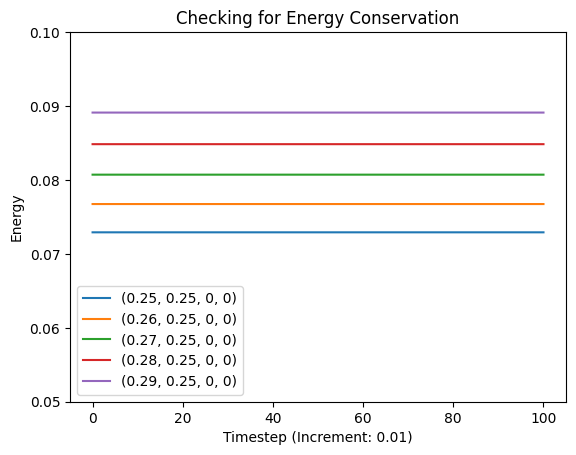 Checking for Energy Conservation
Energy
0.10
0.09
0.08
0.07
0.06
0.05
(0.25, 0.25, 0, 0)
(0.26, 0.25, 0, 0)
(0.27, 0.25, 0, 0)
(0.28, 0.25, 0, 0)
(0.29, 0.25, 0, 0)
0 20 40 60 80 100
Timestep (Increment: 0.01)